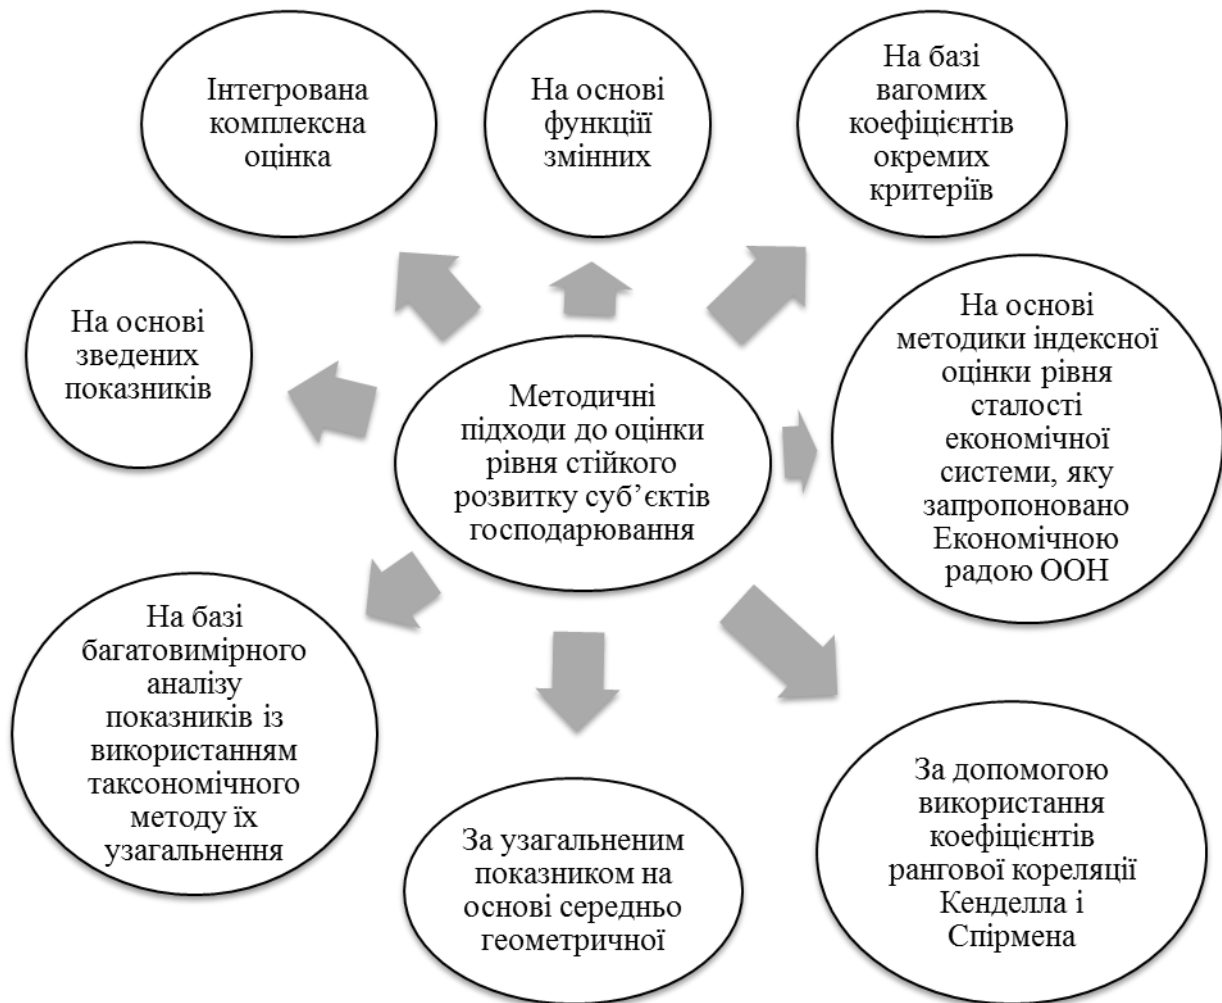 Інтегрована
комплексна
оцінка
На основі
функціїї
змінних
На базі
вагомих
коефіцієнтів
окремих
критеріїв
На основі
зведених
показників
Методичні
підходи до оцінки
рівня стійкого
розвитку суб’єктів
господарювання
На основі
методики індексної
оцінки рівня
сталості
економічної
системи, яку
запропоновано
Економічною
радою ООН
На базі
багатовимірного
аналізу
показників із
використанням
таксономічного
методу їх
узагальнення
За узагальненим
показником на
основі середньо
геометричної
За допомогою
використання
коефіцієнтів
рангової кореляції
Кенделла і
Спірмена